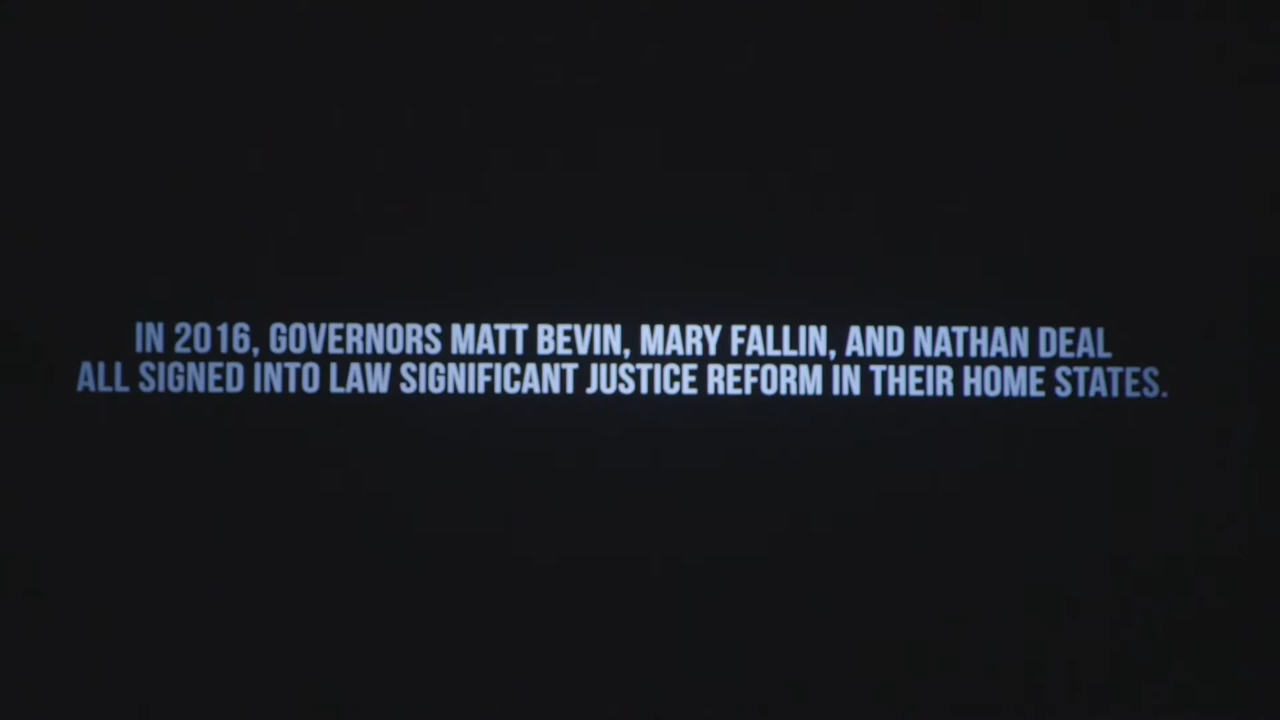 IN 2016, GOVERNORS MATT BEVIN, MARY FALLIN, AND NATHAN DEAL
ALL SIGNED INTO LAW SIGNIFICANT JUSTICE REFORM IN THEIR HOME STATES.